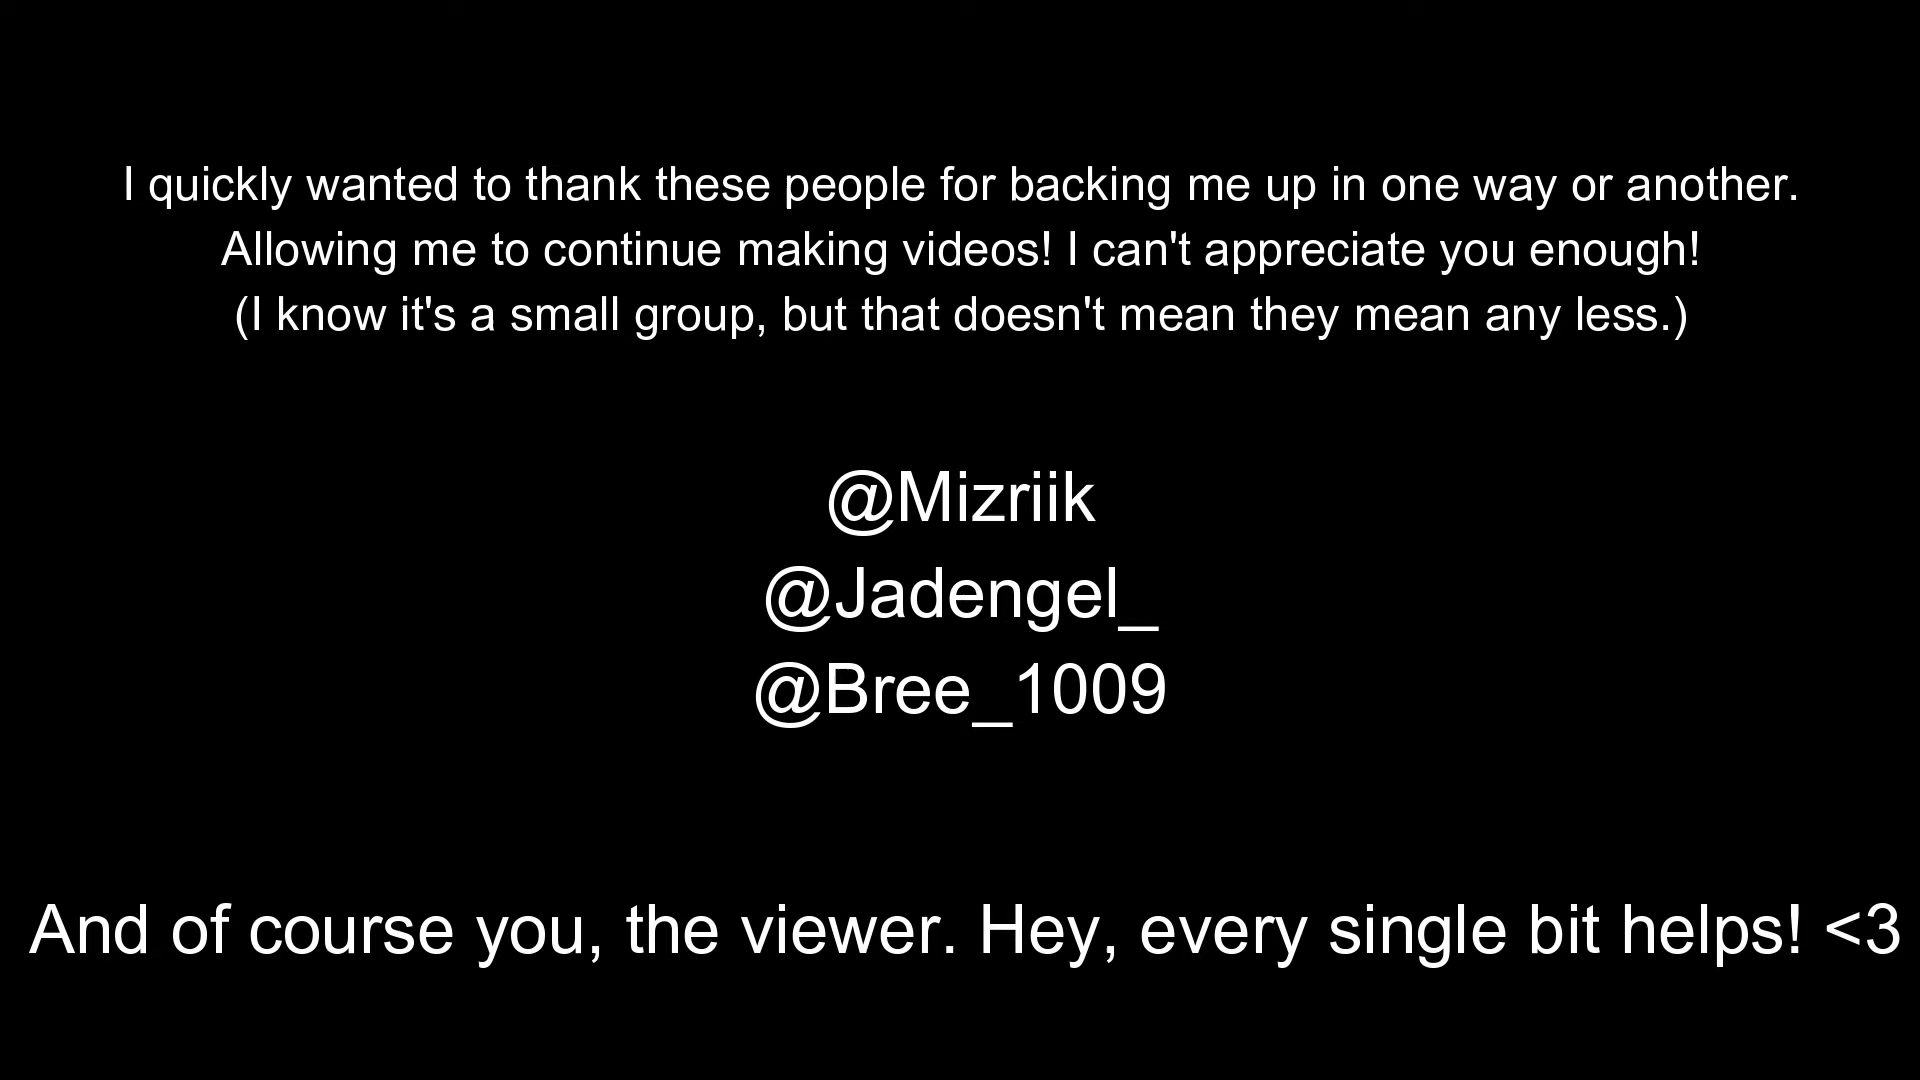 I quickly wanted to thank these people for backing me up in one way or another.
Allowing me to continue making videos! I can't appreciate you enough!
(I know it's a small group, but that doesn't mean they mean any less.)
@Mizriik
@Jadengel_
@Bree_1009
And of course you, the viewer. Hey, every single bit helps! <3